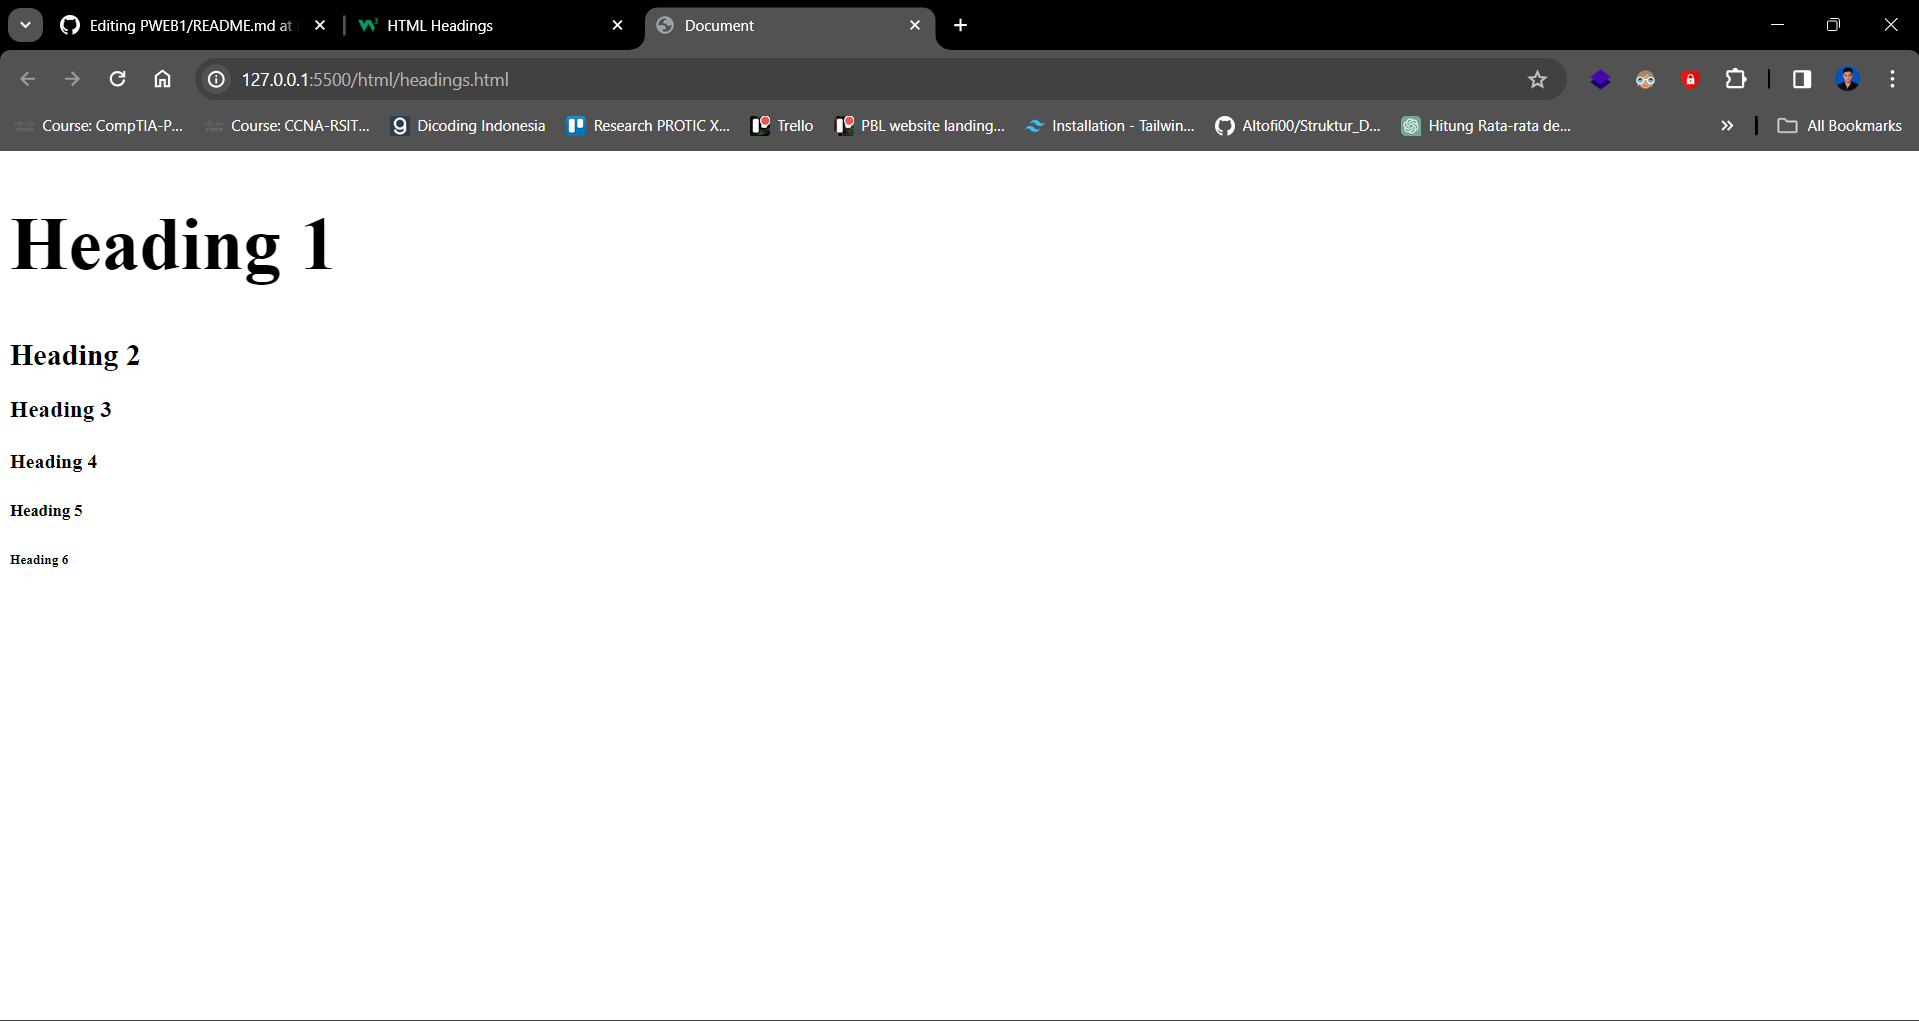 Editing PWEB1/README.md at
HTML Headings
Document
127.0.0.1:5500/html/headings.html
Course: CompTIA-P...
Course: CCNA-RSIT...
Dicoding Indonesia
Research PROTIC X...
Trello
PBL website landing...
Installation - Tailwin...
Altofi00/Struktur_D...
Hitung Rata-rata de...
All Bookmarks
Heading 1
Heading 2
Heading 3
Heading 4
Heading 5
Heading 6